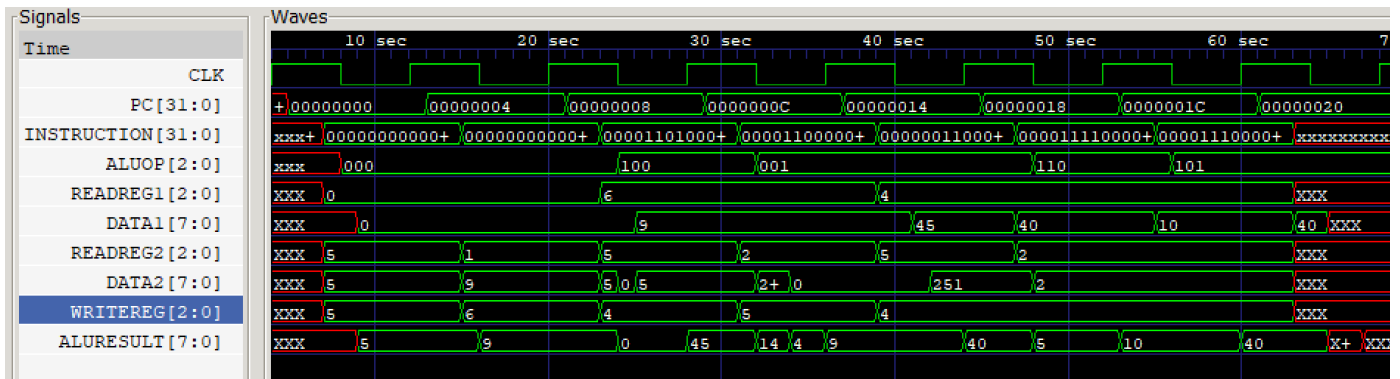 Signals Waves
Time 10 sec 20 sec 30 sec 40 sec 50 sec 60 sec 7
CLK
PC[31:0] + 00000000 00000004 00000008 0000000C 00000014 00000018 0000001C 00000020
INSTRUCTION[31:0] xxx+ 00000000000+ 00000000000+ 00001101000+ 00001100000+ 00000011000+ 000011110000+ 00001110000+ xxxxxxxxx
ALUOP[2:0] xxx 000 100 001 110 101
READREG1[2:0] XXX 0 6 4 XXX
DATA1[7:0] XXX 0 9 45 40 10 40 XXX
READREG2[2:0] XXX 5 1 5 2 5 2 XXX
DATA2[7:0] XXX 5 9 5 0 5 2+ 0 251 2 XXX
WRITEREG[2:0] XXX 5 6 4 5 4 XXX
ALURESULT[7:0] XXX 5 9 0 45 14 4 9 40 5 10 40 X+ XXX